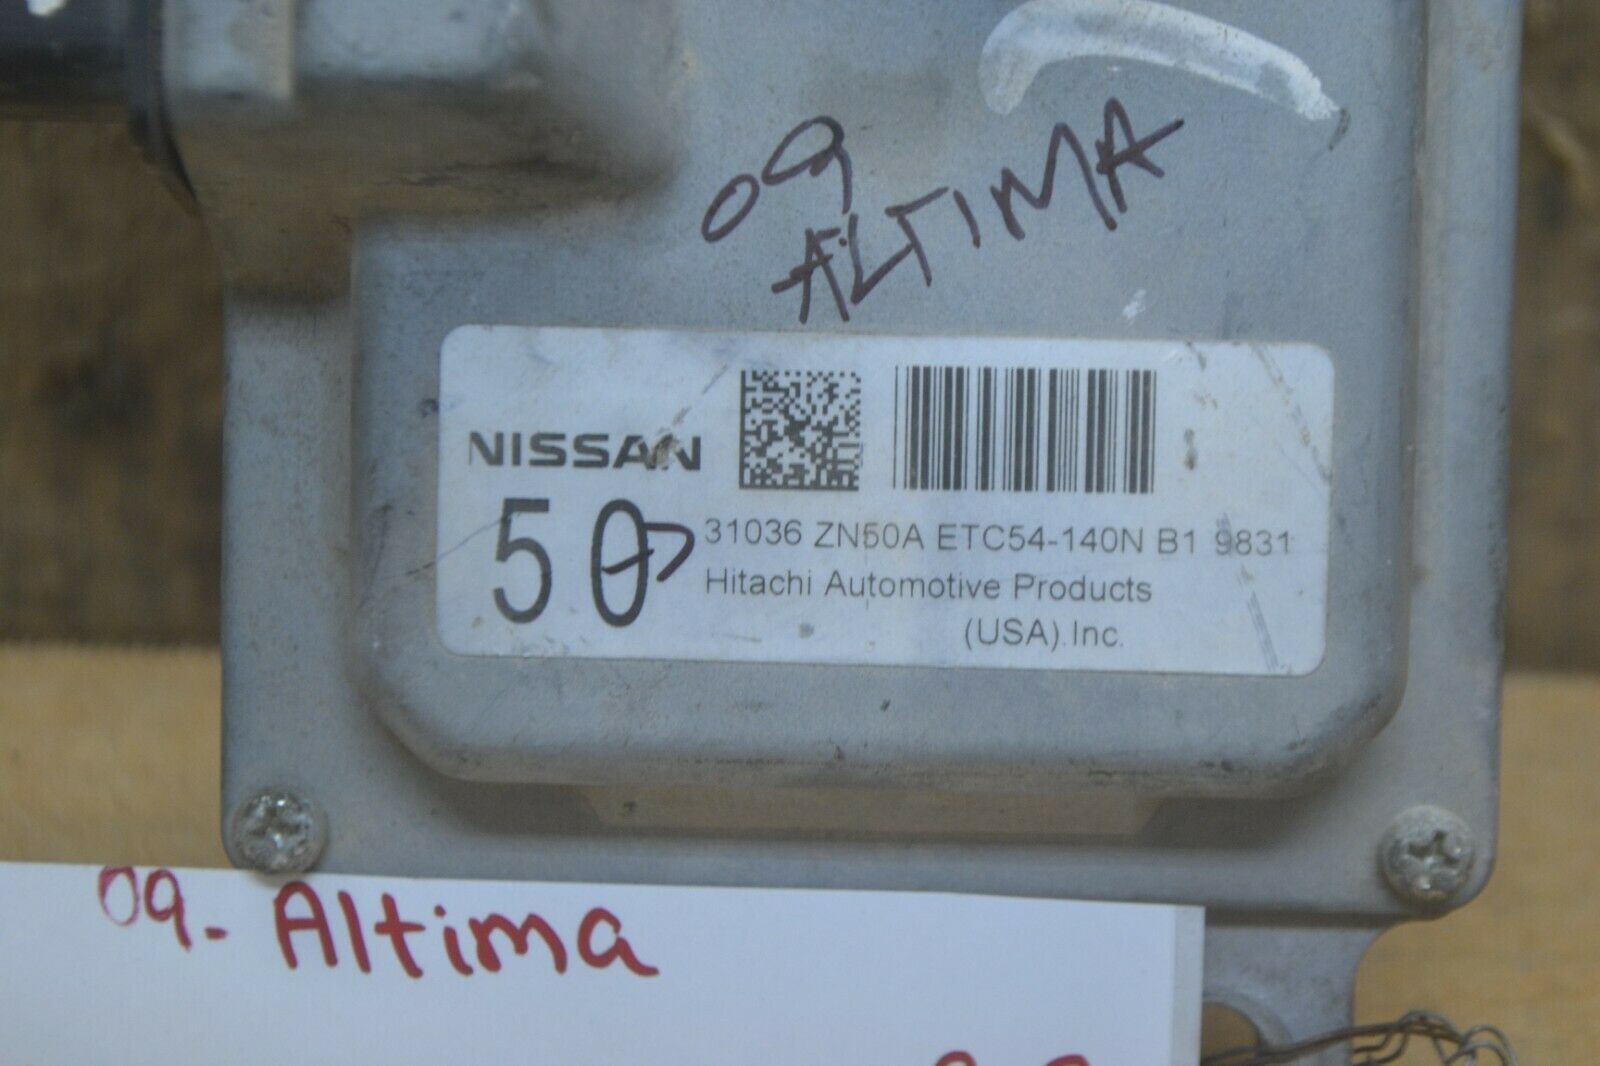 09
ALTIMA
NISSAN
50
31036 ZN50A ETC54-140N B1 9831
Hitachi Automotive Products
(USA).Inc.
09- Altima